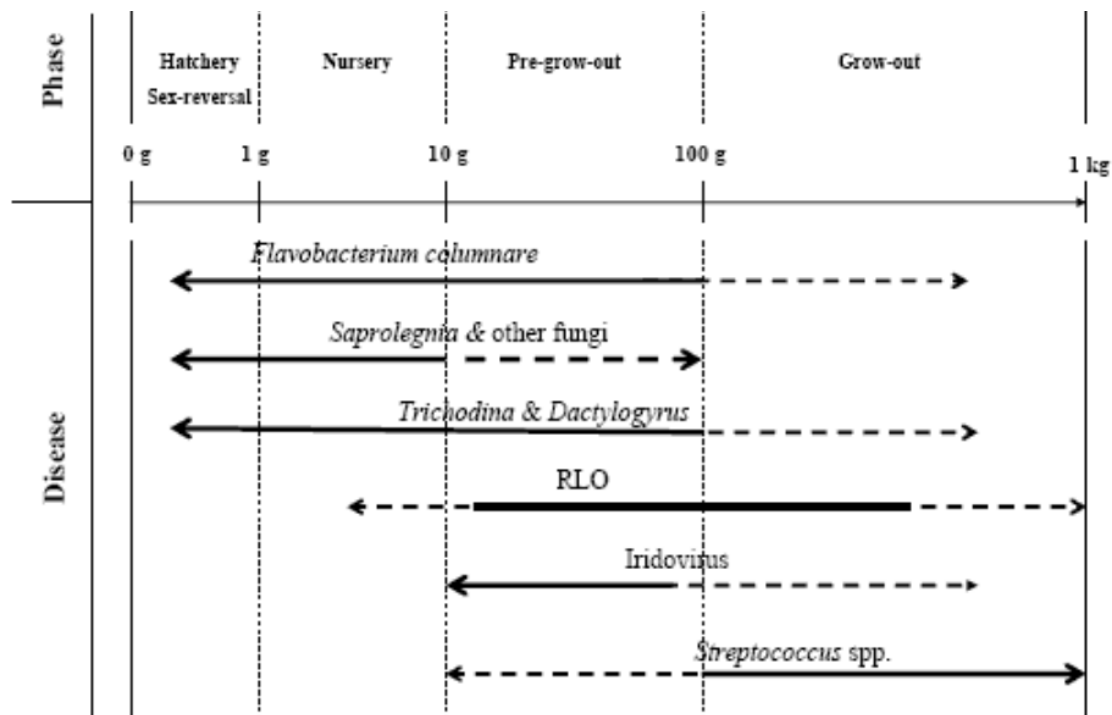 Phase
Hatchery
Sex-reversal
Nursery
Pre-grow-out
Grow-out
0 g
1 g
10 g
100 g
1 kg
Disease
Flavobacterium columnare
Saprolegnia & other fungi
Trichodina & Dactylogyrus
RLO
Iridovirus
Streptococcus spp.